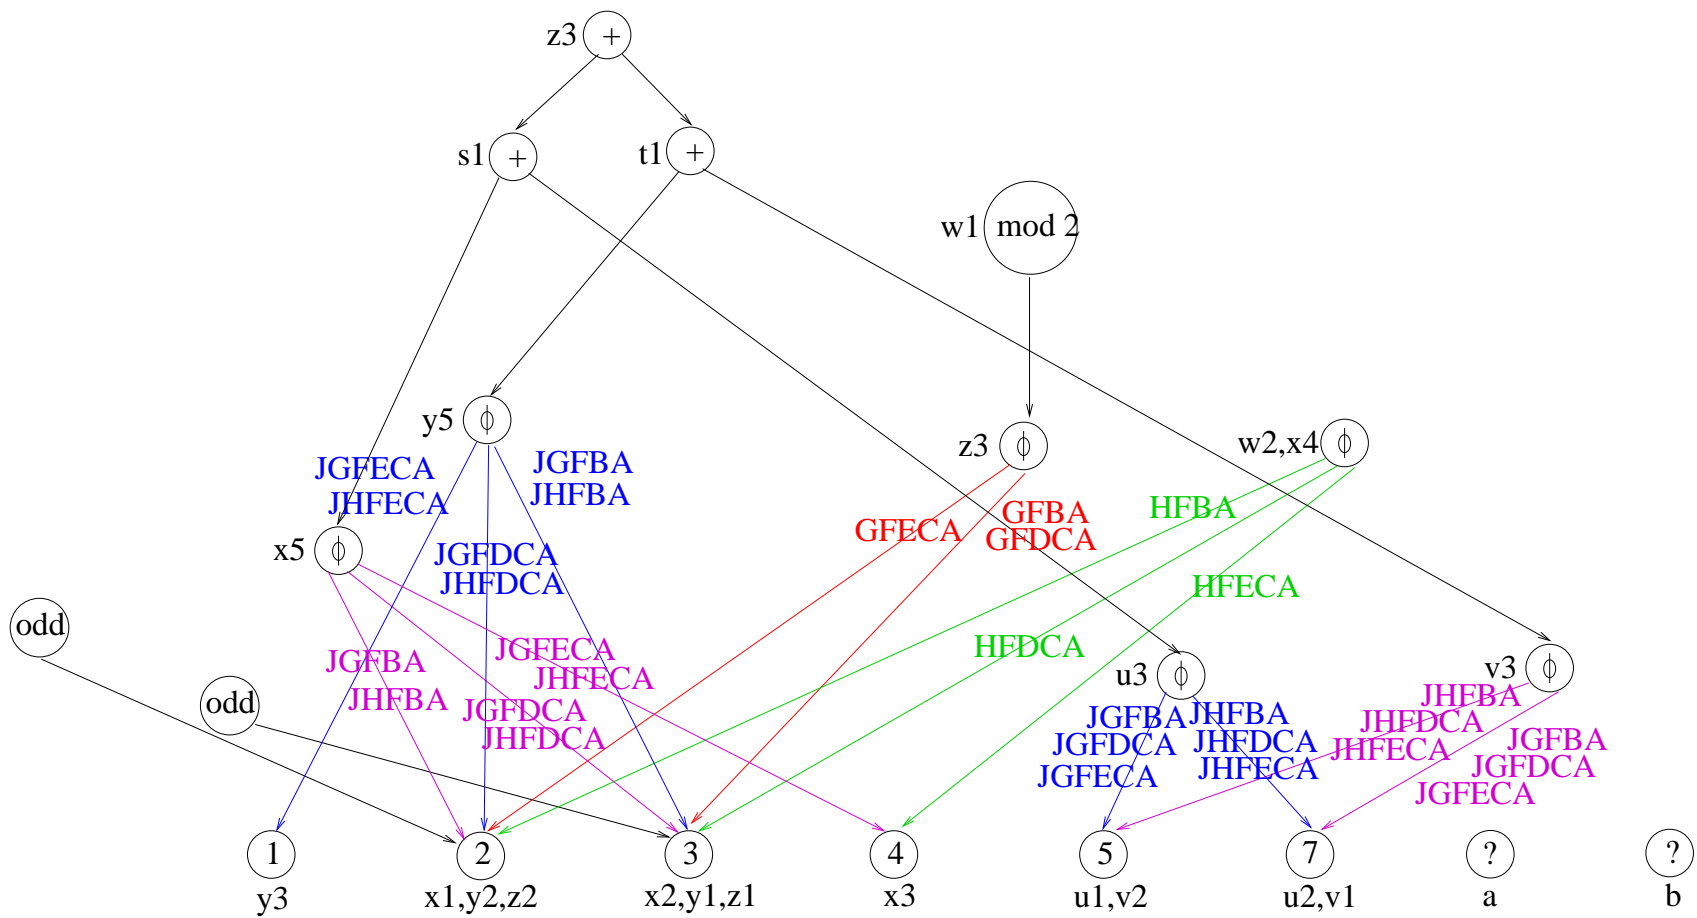 z3 +
s1 +
t1 +
w1 mod 2
y5 ϕ
z3 ϕ
w2,x4 ϕ
JGFECA
JHFECA
JGFBA
JHFBA
HFBA
GFECA
GFBA
GFDCA
x5 ϕ
JGFDCA
JHFDCA
HFECA
odd
HFDCA
JGFBA
JHFBA
JGFECA
JHFECA
JGFDCA
JHFDCA
odd
u3 ϕ
v3 ϕ
JGFBA
JGFDCA
JGFECA
JHFBA
JHFDCA
JHFECA
JHFBA
JHFDCA
JHFECA
JGFBA
JGFDCA
JGFECA
1 2 3 4 5 7 ? ?
y3 x1,y2,z2 x2,y1,z1 x3 u1,v2 u2,v1 a b